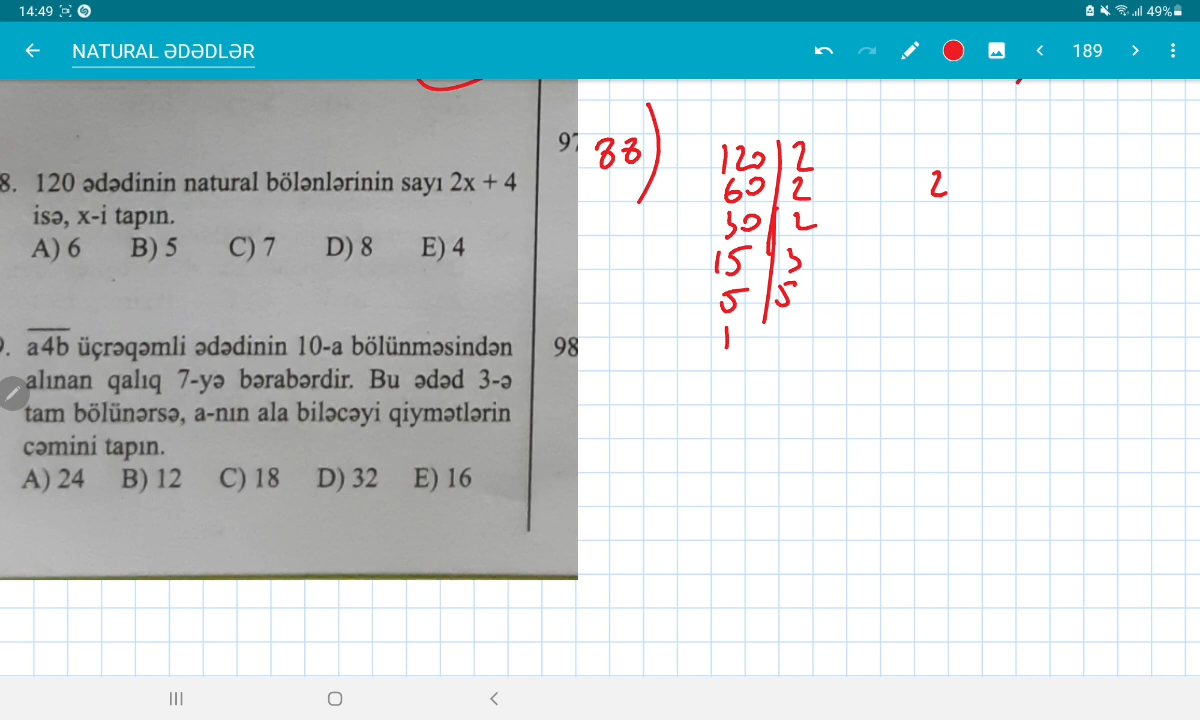 14:49
49%
NATURAL ƏDƏDLƏR
189
8. 120 ədədinin natural bölənlərinin sayı 2x + 4
isə, x-i tapın.
A) 6 B) 5 C) 7 D) 8 E) 4
9. a4b üçrəqəmli ədədinin 10-a bölünməsindən
alınan qalıq 7-yə bərabərdir. Bu ədəd 3-ə
tam bölünərsə, a-nın ala biləcəyi qiymətlərin
cəmini tapın.
A) 24 B) 12 C) 18 D) 32 E) 16
97
98
88)
120 2
60 2
30 2
15 3
5 5
1
2